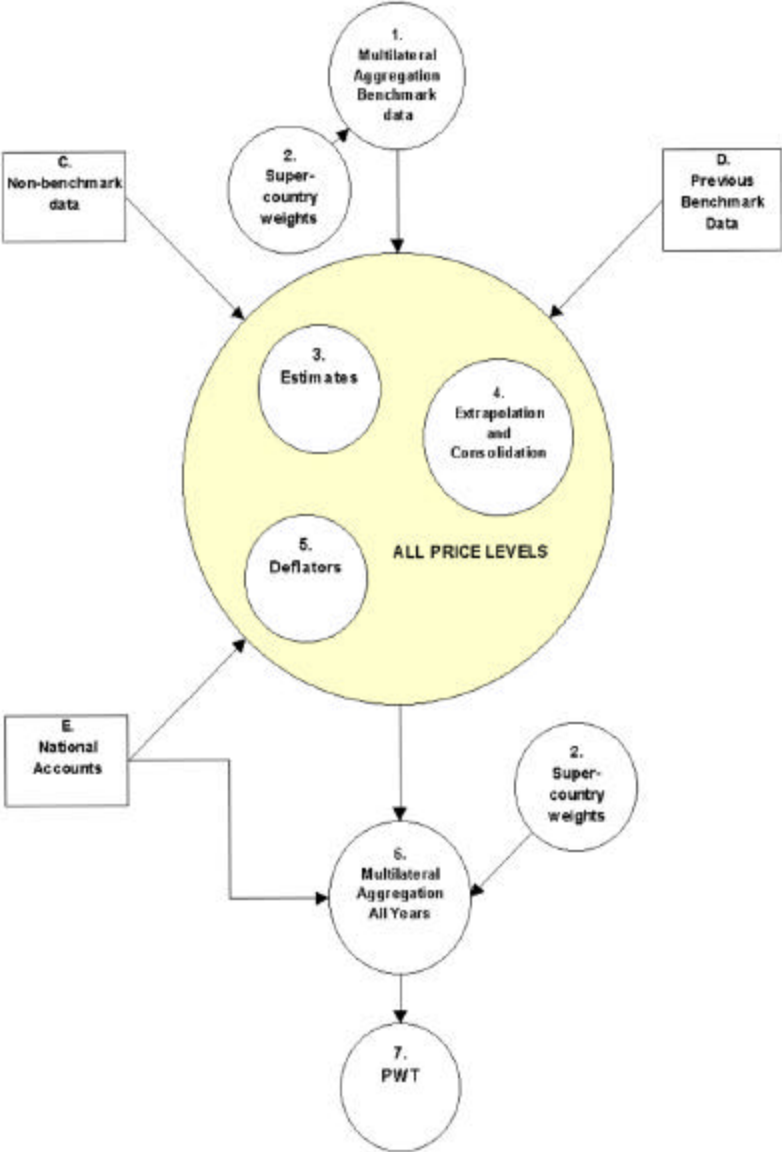 1.
Multilateral
Aggregation
Benchmark
data
2.
Super-
country
weights
C.
Non-benchmark
data
D.
Previous
Benchmark
Data
3.
Estimates
4.
Extrapolation
and
Consolidation
5.
Deflators
ALL PRICE LEVELS
E.
National
Accounts
2.
Super-
country
weights
6.
Multilateral
Aggregation
All Years
7.
PWT